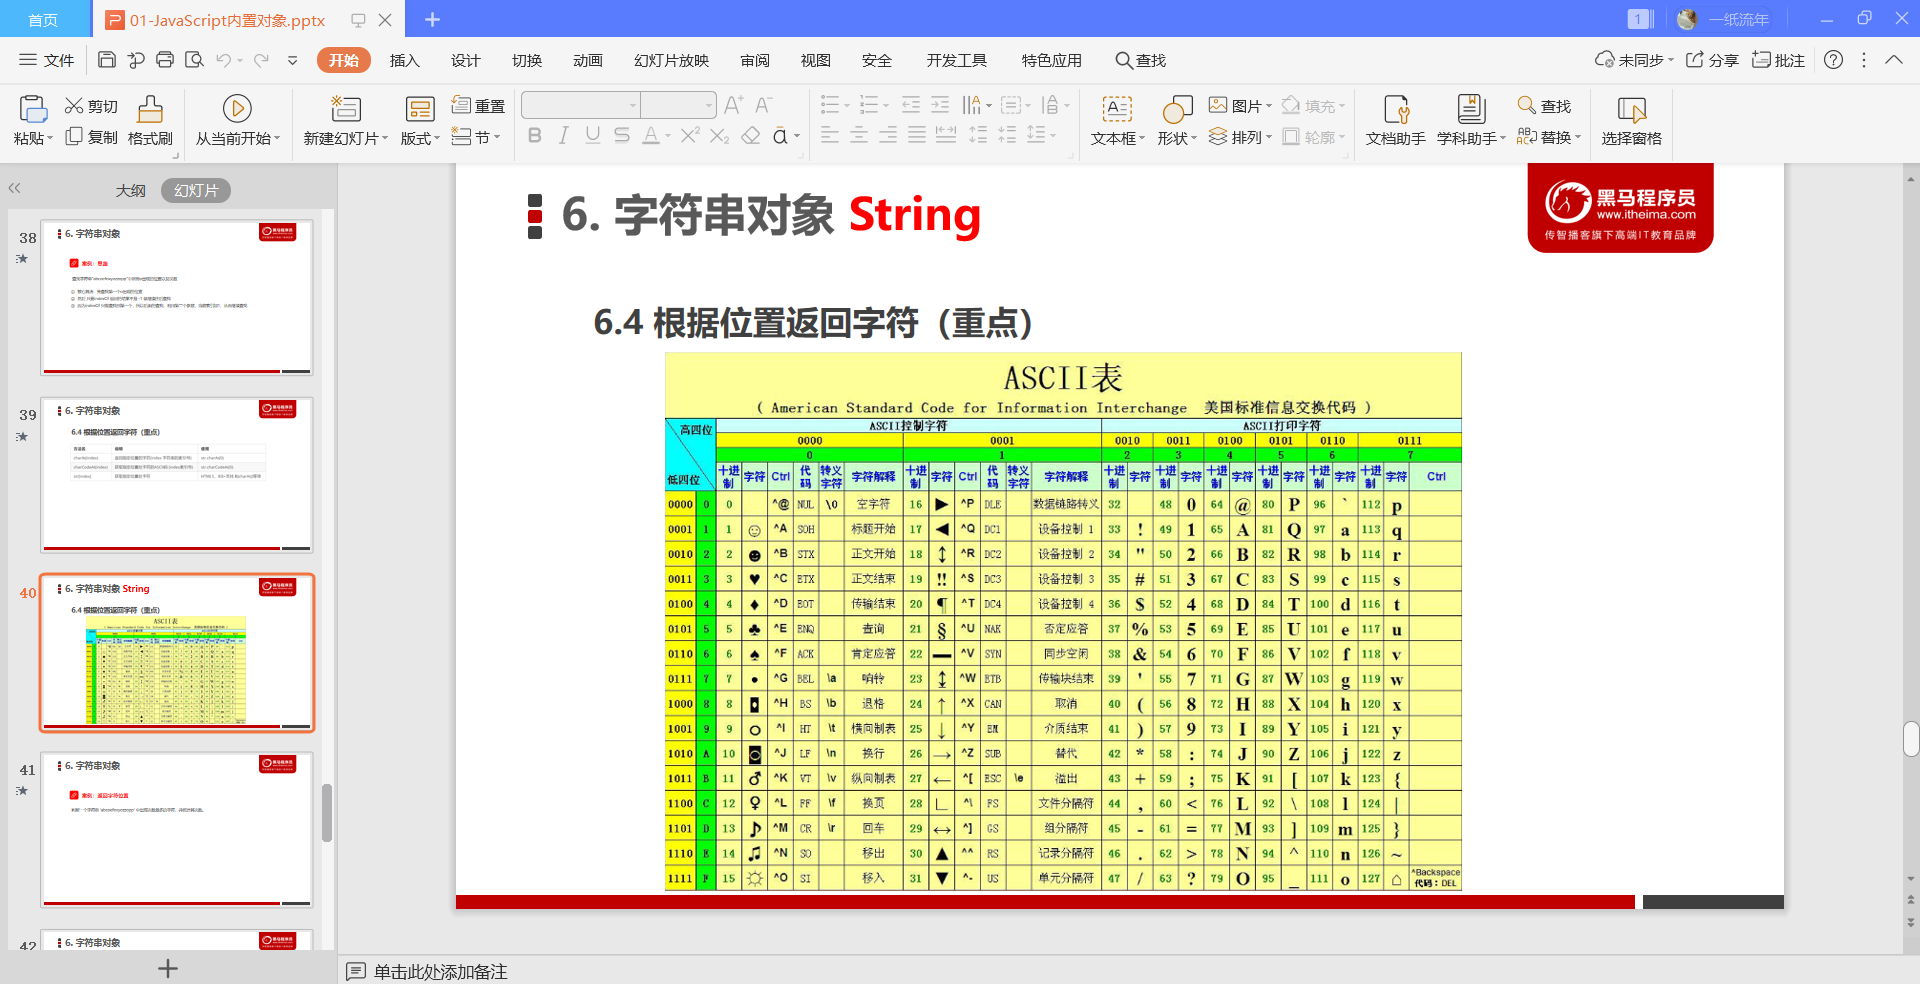 首页
01-JavaScript内置对象.pptx
1
一纸流年
文件
开始
插入
设计
切换
动画
幻灯片放映
审阅
视图
安全
开发工具
特色应用
查找
未同步
分享
批注
粘贴
剪切
复制
格式刷
从当前开始
新建幻灯片
版式
重置
节
文本框
形状
图片
排列
填充
轮廓
文档助手
学科助手
查找
替换
选择窗格
大纲
幻灯片
38
6. 字符串对象
39
6. 字符串对象
6.4 根据位置返回字符（重点）
40
6. 字符串对象 String
6.4 根据位置返回字符（重点）
ASCII表
41
6. 字符串对象
案例：返回字符位置
42
6. 字符串对象
6. 字符串对象 String
黑马程序员
www.itheima.com
传智播客旗下高端IT教育品牌
6.4 根据位置返回字符（重点）
ASCII表
( American Standard Code for Information Interchange 美国标准信息交换代码 )
高四位 ASCII控制字符 ASCII打印字符
0000 0001 0010 0011 0100 0101 0110 0111
0 1 2 3 4 5 6 7
低四位 十进制 字符 Ctrl 代码 转义字符 字符解释 十进制 字符 Ctrl 代码 转义字符 字符解释 十进制 字符 十进制 字符 十进制 字符 十进制 字符 十进制 字符 十进制 字符 Ctrl
0000 0 0 ^@ NUL \0 空字符 16 ► ^P DLE 数据链路转义 32 48 0 64 @ 80 P 96 ` 112 p
0001 1 1 ☺ ^A SOH 标题开始 17 ◄ ^Q DC1 设备控制 1 33 ! 49 1 65 A 81 Q 97 a 113 q
0010 2 2 ☻ ^B STX 正文开始 18 ↕ ^R DC2 设备控制 2 34 " 50 2 66 B 82 R 98 b 114 r
0011 3 3 ♥ ^C ETX 正文结束 19 ‼ ^S DC3 设备控制 3 35 # 51 3 67 C 83 S 99 c 115 s
0100 4 4 ♦ ^D EOT 传输结束 20 ¶ ^T DC4 设备控制 4 36 $ 52 4 68 D 84 T 100 d 116 t
0101 5 5 ♣ ^E ENQ 查询 21 § ^U NAK 否定应答 37 % 53 5 69 E 85 U 101 e 117 u
0110 6 6 ♠ ^F ACK 肯定应答 22 ▬ ^V SYN 同步空闲 38 & 54 6 70 F 86 V 102 f 118 v
0111 7 7 • ^G BEL \a 响铃 23 ↨ ^W ETB 传输块结束 39 ' 55 7 71 G 87 W 103 g 119 w
1000 8 8 ◘ ^H BS \b 退格 24 ↑ ^X CAN 取消 40 ( 56 8 72 H 88 X 104 h 120 x
1001 9 9 ○ ^I HT \t 横向制表 25 ↓ ^Y EM 介质结束 41 ) 57 9 73 I 89 Y 105 i 121 y
1010 A 10 ◙ ^J LF \n 换行 26 → ^Z SUB 替代 42 * 58 : 74 J 90 Z 106 j 122 z
1011 B 11 ♂ ^K VT \v 纵向制表 27 ← ^[ ESC \e 溢出 43 + 59 ; 75 K 91 [ 107 k 123 {
1100 C 12 ♀ ^L FF \f 换页 28 ∟ ^\ FS 文件分隔符 44 , 60 < 76 L 92 \ 108 l 124 |
1101 D 13 ♪ ^M CR \r 回车 29 ↔ ^] GS 组分隔符 45 - 61 = 77 M 93 ] 109 m 125 }
1110 E 14 ♫ ^N SO 移出 30 ▲ ^^ RS 记录分隔符 46 . 62 > 78 N 94 ^ 110 n 126 ~
1111 F 15 ☼ ^O SI 移入 31 ▼ ^- US 单元分隔符 47 / 63 ? 79 O 95 _ 111 o 127 ⌂ ^Backspace 代码：DEL
单击此处添加备注